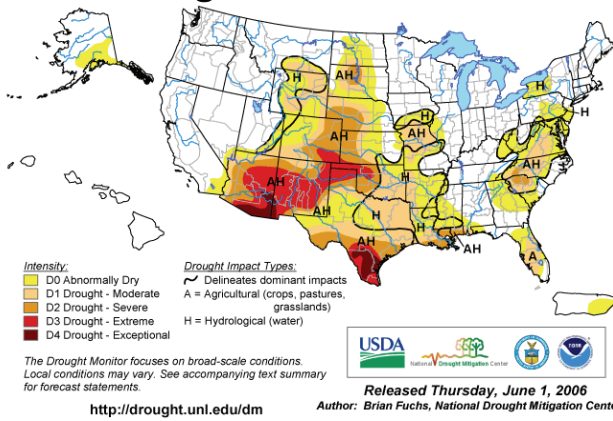 H
AH
H
H
AH
AH
H
AH
H
AH
AH
AH
H
H
AH
A
Intensity:
D0 Abnormally Dry
D1 Drought - Moderate
D2 Drought - Severe
D3 Drought - Extreme
D4 Drought - Exceptional
Drought Impact Types:
Delineates dominant impacts
A = Agricultural (crops, pastures,
grasslands)
H = Hydrological (water)
The Drought Monitor focuses on broad-scale conditions.
Local conditions may vary. See accompanying text summary
for forecast statements.
http://drought.unl.edu/dm
USDA
National Drought Mitigation Center
Released Thursday, June 1, 2006
Author: Brian Fuchs, National Drought Mitigation Cente